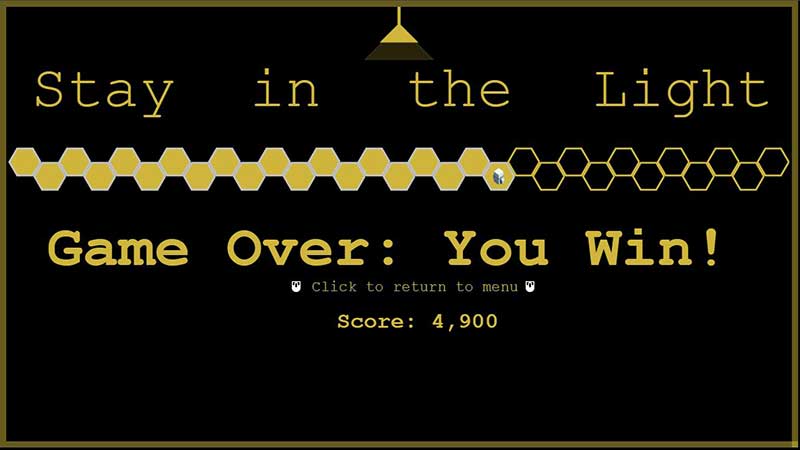 Stay in the Light
Game Over: You Win!
Click to return to menu
Score: 4,900